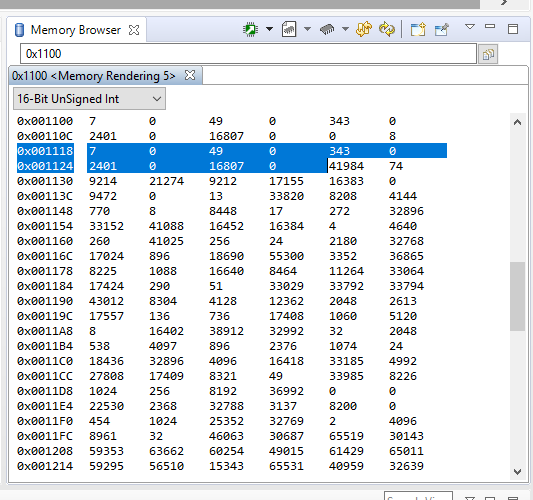 Memory Browser
0x1100
0x1100 <Memory Rendering 5>
16-Bit UnSigned Int
0x001100 7 0 49 0 343 0
0x00110C 2401 0 16807 0 0 8
0x001118 7 0 49 0 343 0
0x001124 2401 0 16807 0 41984 74
0x001130 9214 21274 9212 17155 16383 0
0x00113C 9472 0 13 33820 8208 4144
0x001148 770 8 8448 17 272 32896
0x001154 33152 41088 16452 16384 4 4640
0x001160 260 41025 256 24 2180 32768
0x00116C 17024 896 18690 55300 3352 36865
0x001178 8225 1088 16640 8464 11264 33064
0x001184 17424 290 51 33029 33792 33794
0x001190 43012 8304 4128 12362 2048 2613
0x00119C 17557 136 736 17408 1060 5120
0x0011A8 8 16402 38912 32992 32 2048
0x0011B4 538 4097 896 2376 1074 24
0x0011C0 18436 32896 4096 16418 33185 4992
0x0011CC 27808 17409 8321 49 33985 8226
0x0011D8 1024 256 8192 36992 0 0
0x0011E4 22530 2368 32788 3137 8200 0
0x0011F0 454 1024 25352 32769 2 4096
0x0011FC 8961 32 46063 30687 65519 30143
0x001208 59353 63662 60254 49015 61429 65011
0x001214 59295 56510 15343 65531 40959 32639